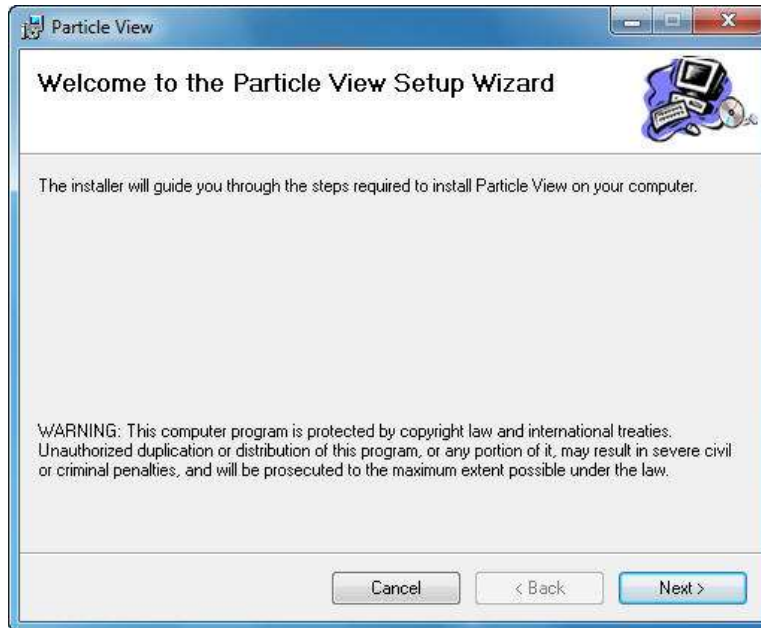 Particle View
Welcome to the Particle View Setup Wizard
The installer will guide you through the steps required to install Particle View on your computer.
WARNING: This computer program is protected by copyright law and international treaties.
Unauthorized duplication or distribution of this program, or any portion of it, may result in severe civil
or criminal penalties, and will be prosecuted to the maximum extent possible under the law.
Cancel < Back Next >